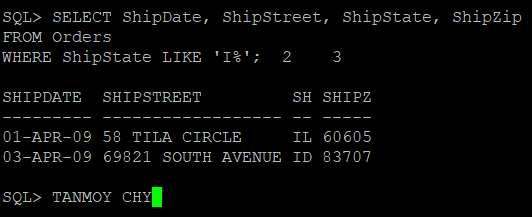 SQL> SELECT ShipDate, ShipStreet, ShipState, ShipZip
FROM Orders
WHERE ShipState LIKE 'I%';  2    3
SHIPDATE  SHIPSTREET         SH SHIPZ
--------- ------------------ -- -----
01-APR-09 58 TILA CIRCLE     IL 60605
03-APR-09 69821 SOUTH AVENUE ID 83707
SQL> TANMOY CHY